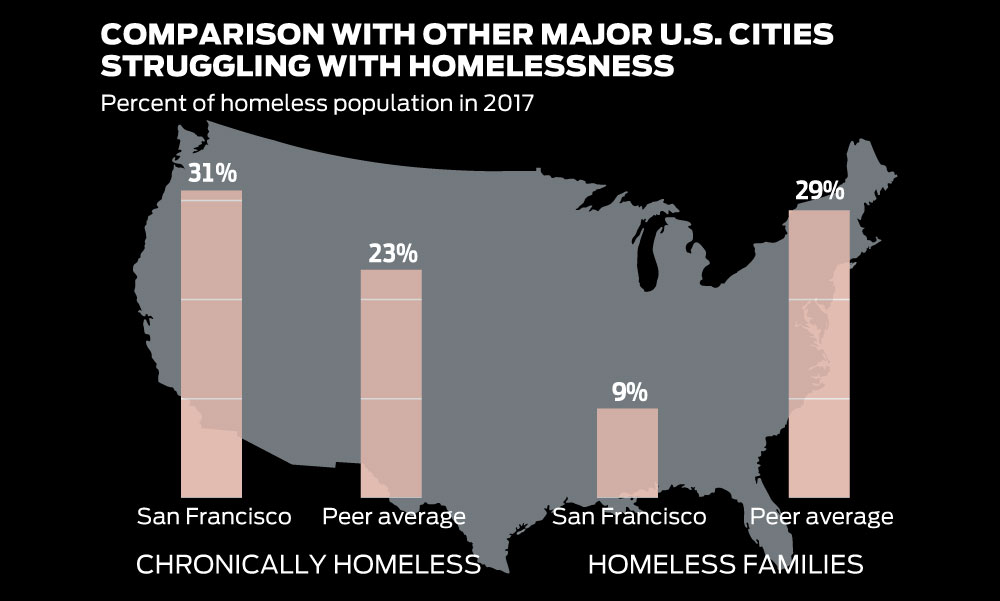 COMPARISON WITH OTHER MAJOR U.S. CITIES
STRUGGLING WITH HOMELESSNESS
Percent of homeless population in 2017
31%
23%
9%
29%
San Francisco
Peer average
San Francisco
Peer average
CHRONICALLY HOMELESS
HOMELESS FAMILIES